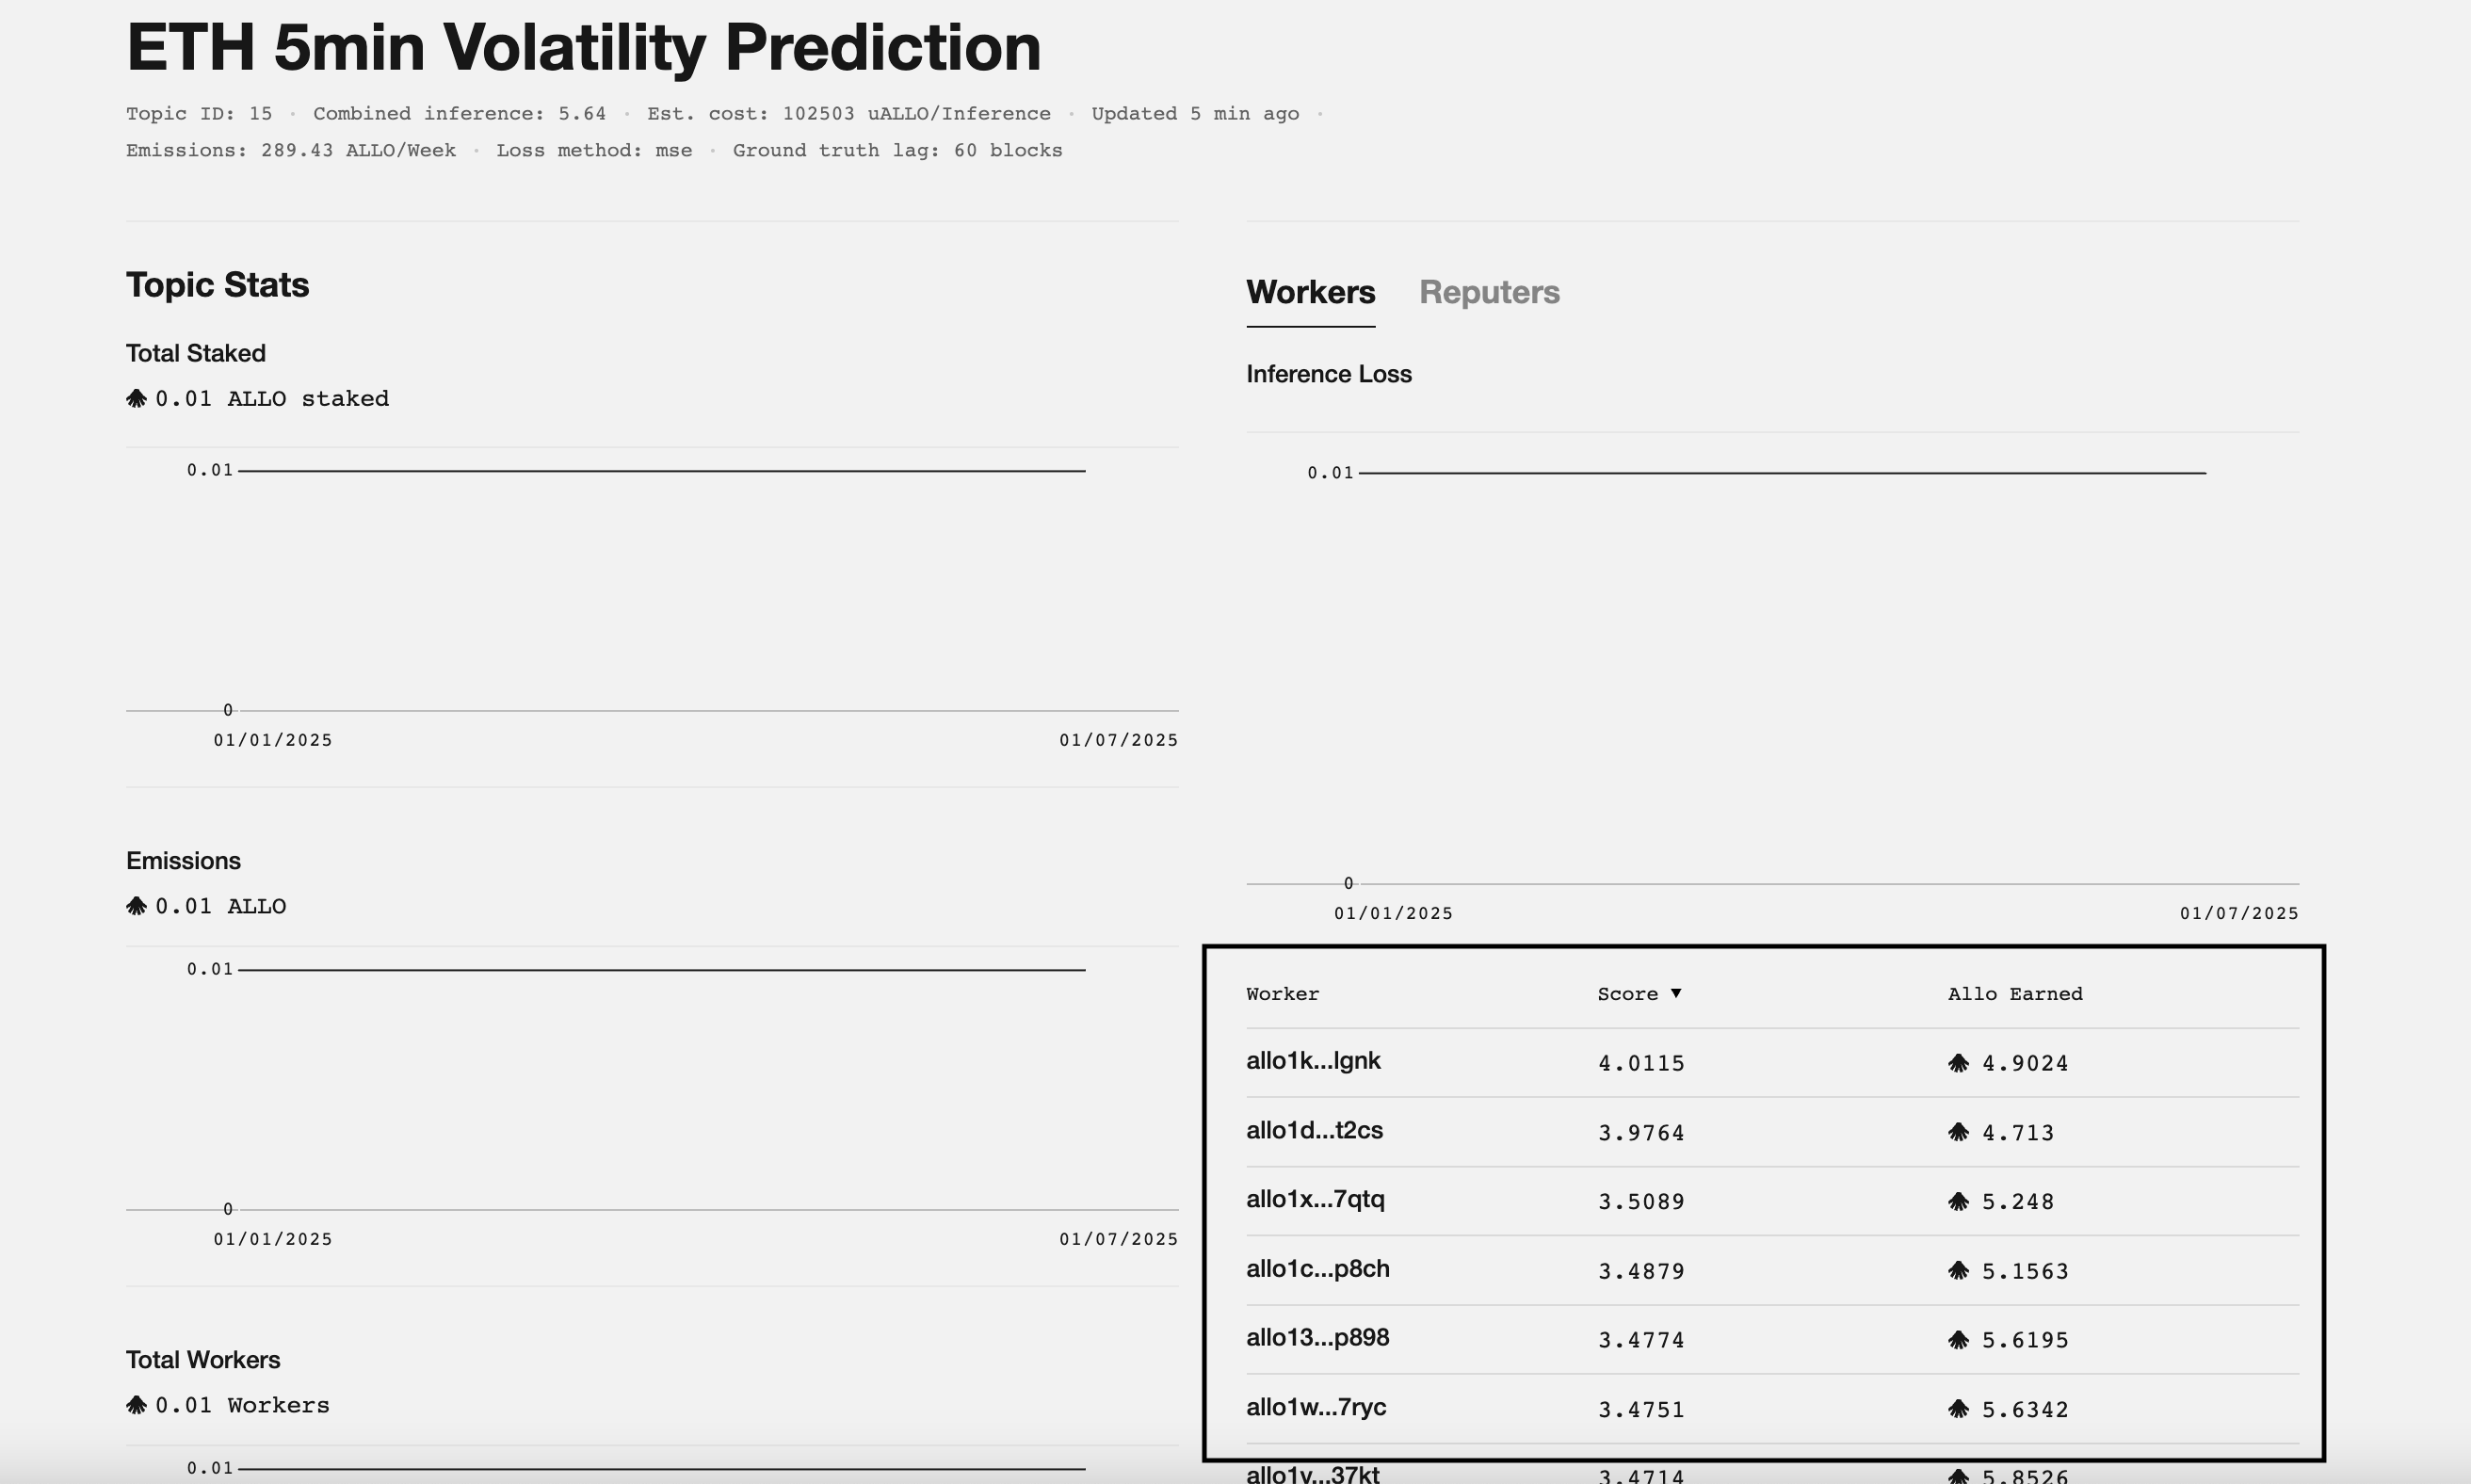 ETH 5min Volatility Prediction
Topic ID: 15 · Combined inference: 5.64 · Est. cost: 102503 uALLO/Inference · Updated 5 min ago ·
Emissions: 289.43 ALLO/Week · Loss method: mse · Ground truth lag: 60 blocks
Topic Stats
Total Staked
0.01 ALLO staked
0.01
0
01/01/2025 01/07/2025
Emissions
0.01 ALLO
0.01
0
01/01/2025 01/07/2025
Total Workers
0.01 Workers
0.01
Workers Reputers
Inference Loss
0.01
0
01/01/2025 01/07/2025
Worker Score ▼ Allo Earned
allo1k...lgnk 4.0115 4.9024
allo1d...t2cs 3.9764 4.713
allo1x...7qtq 3.5089 5.248
allo1c...p8ch 3.4879 5.1563
allo13...p898 3.4774 5.6195
allo1w...7ryc 3.4751 5.6342
3.4714 5.8526